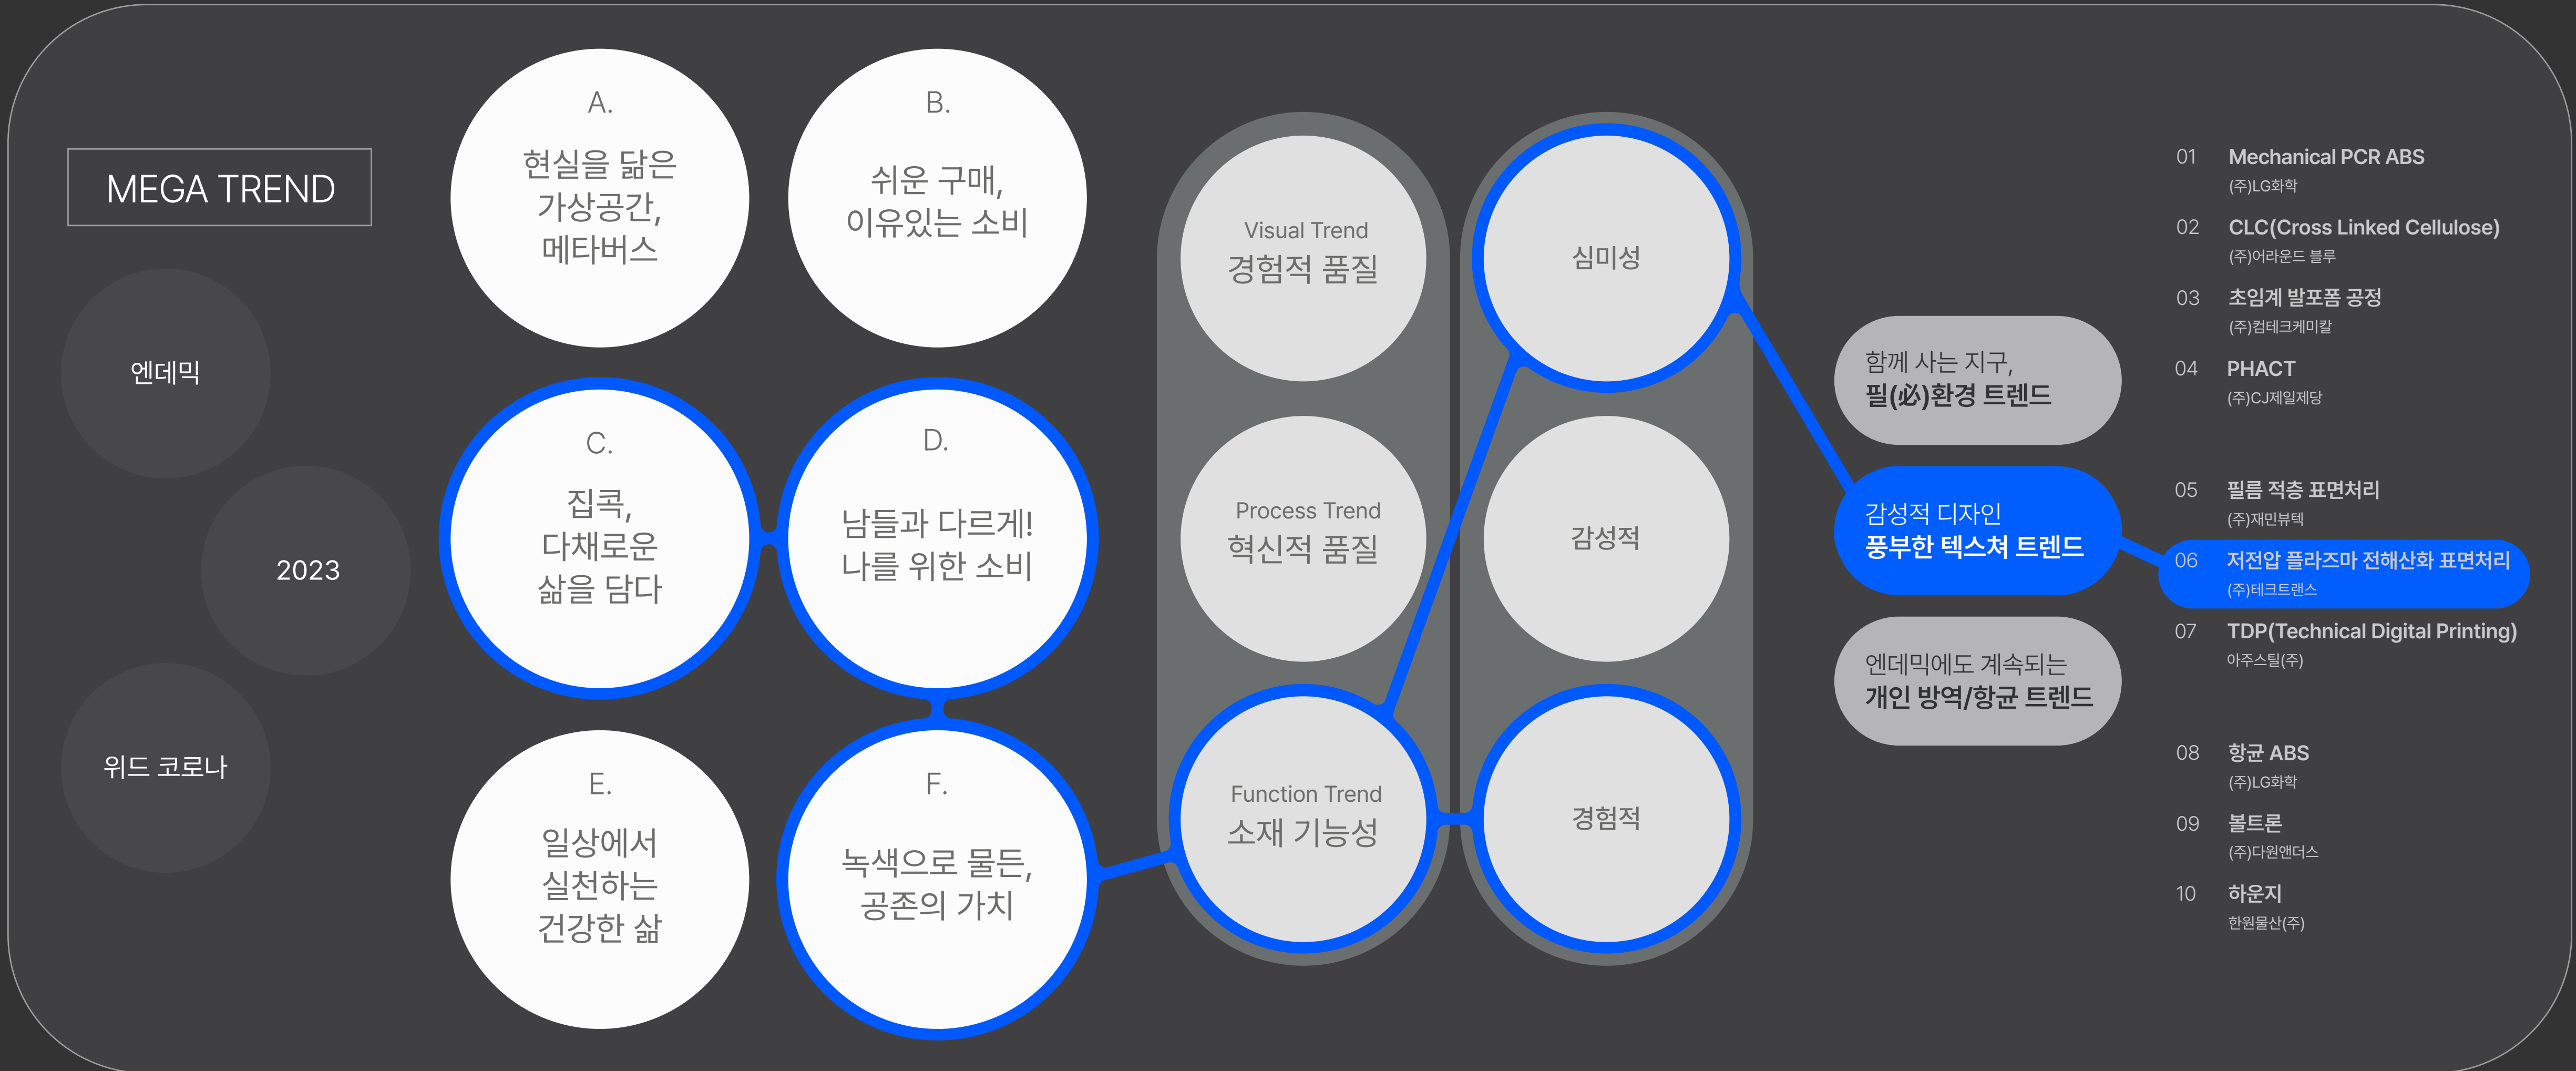 MEGA TREND
엔데믹
2023
위드 코로나
A.
현실을 닮은
가상공간,
메타버스
B.
쉬운 구매,
이유있는 소비
C.
집콕,
다채로운
삶을 담다
D.
남들과 다르게!
나를 위한 소비
E.
일상에서
실천하는
건강한 삶
F.
녹색으로 물든,
공존의 가치
Visual Trend
경험적 품질
Process Trend
혁신적 품질
Function Trend
소재 기능성
심미성
감성적
경험적
함께 사는 지구,
필(必)환경 트렌드
감성적 디자인
풍부한 텍스쳐 트렌드
엔데믹에도 계속되는
개인 방역/항균 트렌드
01 Mechanical PCR ABS
(주)LG화학
02 CLC(Cross Linked Cellulose)
(주)어라운드 블루
03 초임계 발포폼 공정
(주)컴테크케미칼
04 PHACT
(주)CJ제일제당
05 필름 적층 표면처리
(주)재민뷰텍
06 저전압 플라즈마 전해산화 표면처리
(주)테크트랜스
07 TDP(Technical Digital Printing)
아주스틸(주)
08 항균 ABS
(주)LG화학
09 볼트론
(주)다원앤더스
10 하운지
한원물산(주)